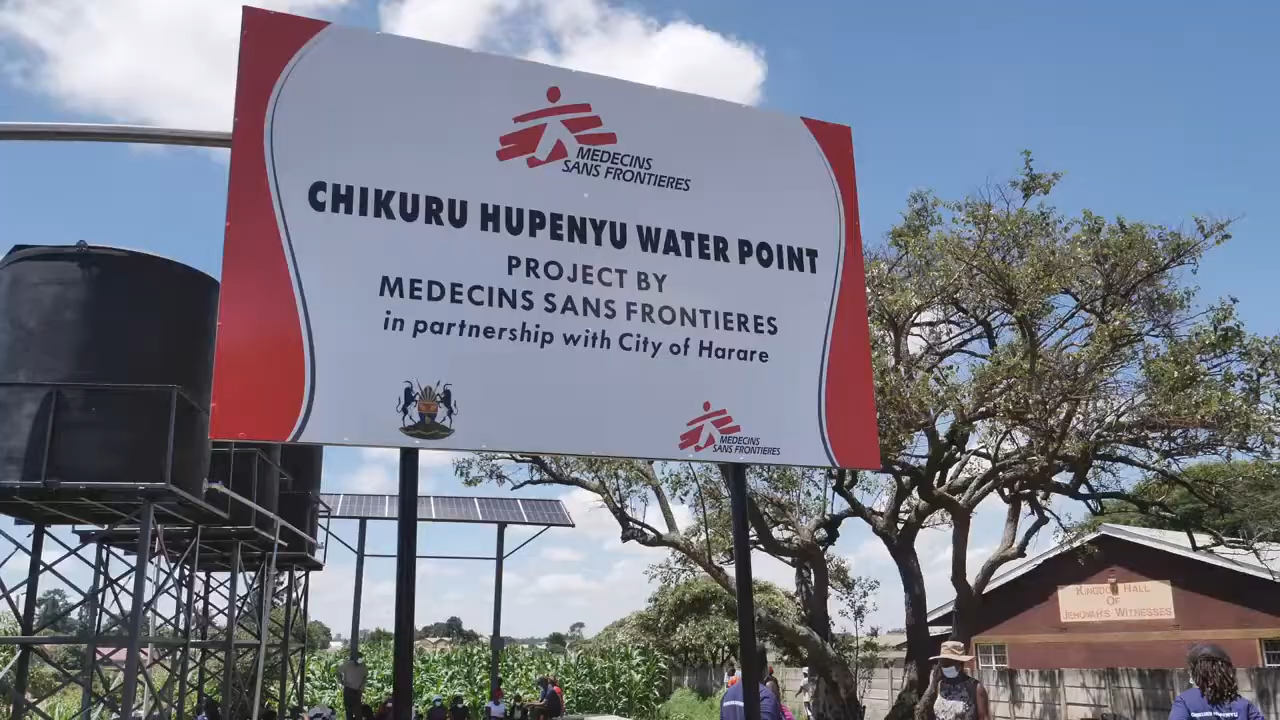 MEDECINS
SANS FRONTIERES
CHIKURU HUPENYU WATER POINT
PROJECT BY
MEDECINS SANS FRONTIERES
in partnership with City of Harare
MEDECINS
SANS FRONTIERES
KINGDOM HALL
OF
JEHOVAH'S WITNESSES